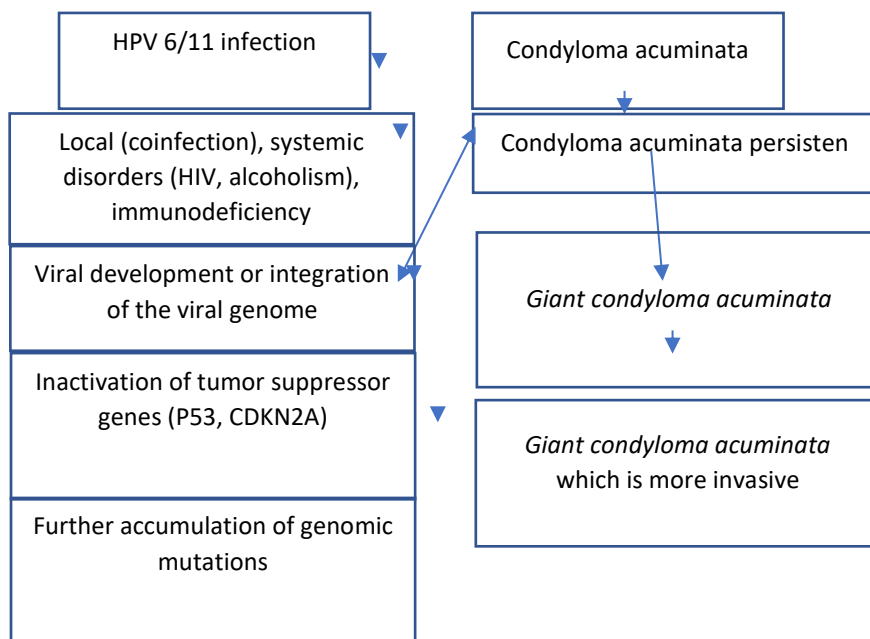 HPV 6/11 infection
Local (coinfection), systemic
disorders (HIV, alcoholism),
immunodeficiency
Viral development or integration
of the viral genome
Inactivation of tumor suppressor
genes (P53, CDKN2A)
Further accumulation of genomic
mutations
Condyloma acuminata
Condyloma acuminata persisten
Giant condyloma acuminata
Giant condyloma acuminata
which is more invasive